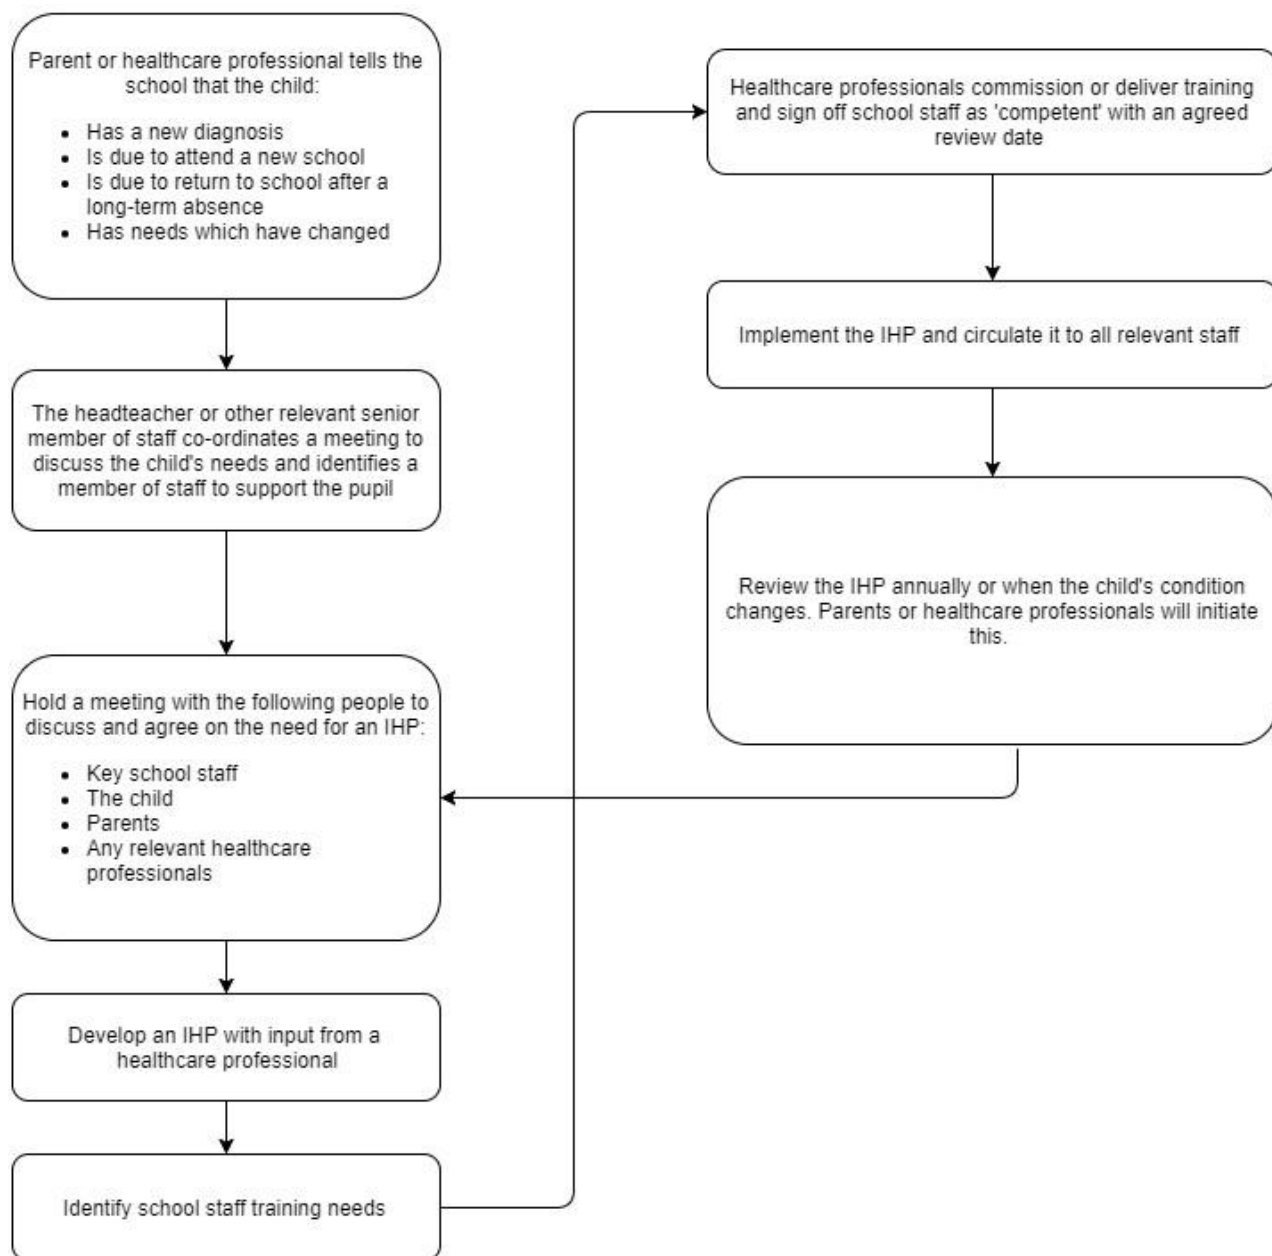 Parent or healthcare professional tells the
school that the child:
• Has a new diagnosis
• Is due to attend a new school
• Is due to return to school after a
long-term absence
• Has needs which have changed
The headteacher or other relevant senior
member of staff co-ordinates a meeting to
discuss the child's needs and identifies a
member of staff to support the pupil
Hold a meeting with the following people to
discuss and agree on the need for an IHP:
• Key school staff
• The child
• Parents
• Any relevant healthcare
professionals
Develop an IHP with input from a
healthcare professional
Identify school staff training needs
Healthcare professionals commission or deliver training
and sign off school staff as 'competent' with an agreed
review date
Implement the IHP and circulate it to all relevant staff
Review the IHP annually or when the child's condition
changes. Parents or healthcare professionals will initiate
this.